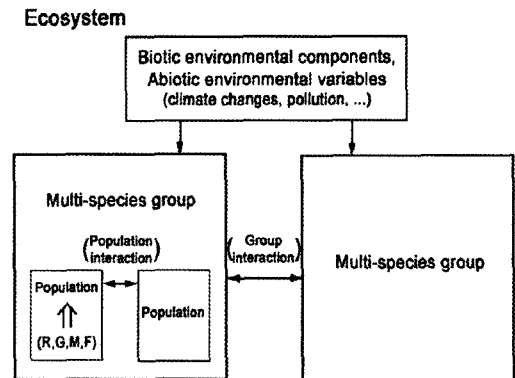 Ecosystem
Biotic environmental components,
Abiotic environmental variables
(climate changes, pollution, ...)
Multi-species group
(Population
interaction)
Population
⇑
(R,G,M,F)
Population
(Group
interaction)
Multi-species group